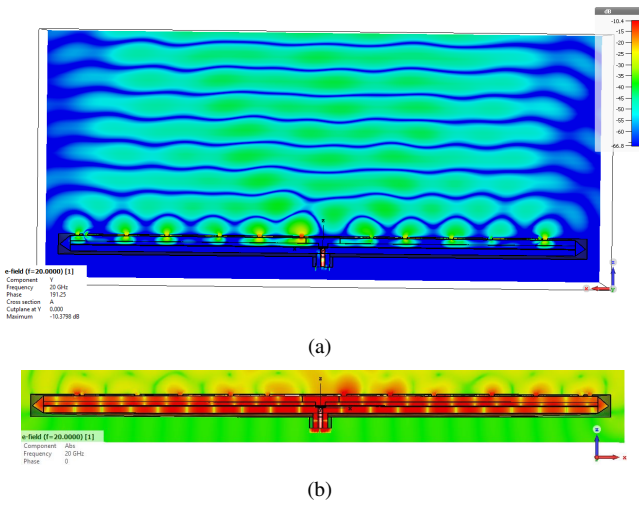 dB
-10.4
-15
-20
-25
-30
-35
-40
-45
-50
-55
-60
-66.8
z
e-field (f=20.0000) [1]
Component Y
Frequency 20 GHz
Phase 191.25
Cross section A
Cutplane at Y 0.000
Maximum -10.3798 dB
x
z
y
(a)
z
x
e-field (f=20.0000) [1]
Component Abs
Frequency 20 GHz
Phase 0
z
x
(b)